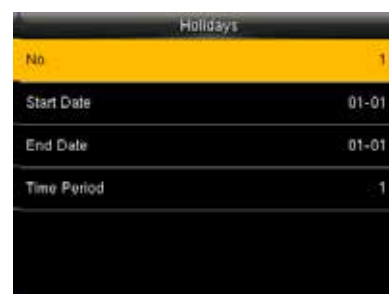 Holidays
No. 1
Start Date 01-01
End Date 01-01
Time Period 1